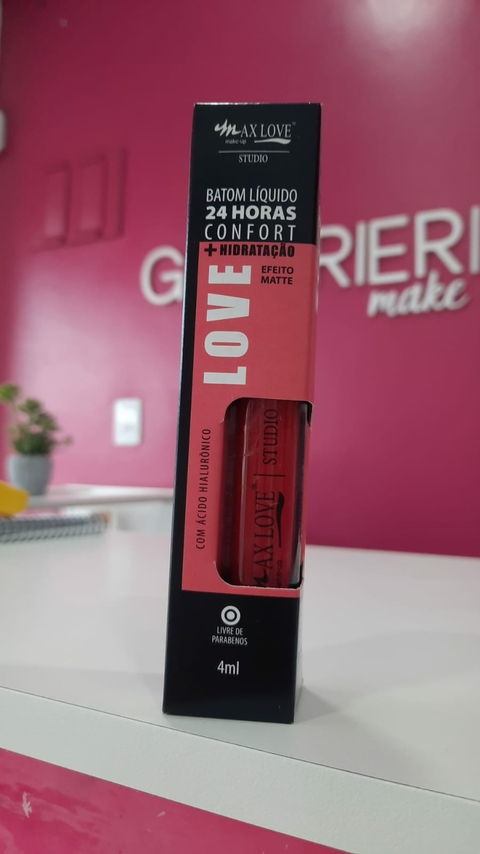 MAX LOVE
make up
STUDIO
BATOM LÍQUIDO
24 HORAS
CONFORT
+ HIDRATAÇÃO
LOVE
EFEITO
MATTE
COM ÁCIDO HIALURÔNICO
MAX LOVE | STUDIO
LIVRE DE
PARABENOS
4ml
make